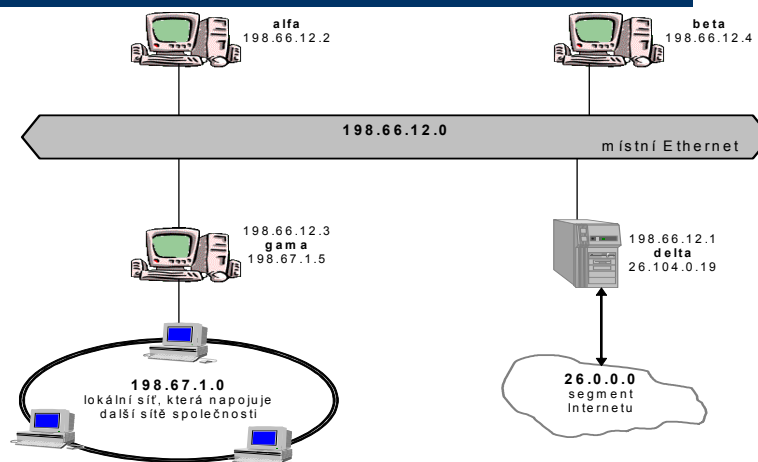 alfa
198.66.12.2
beta
198.66.12.4
198.66.12.0
místní Ethernet
198.66.12.3
gama
198.67.1.5
198.66.12.1
delta
26.104.0.19
198.67.1.0
lokální síť, která napojuje
další sítě společnosti
26.0.0.0
segment
Internetu